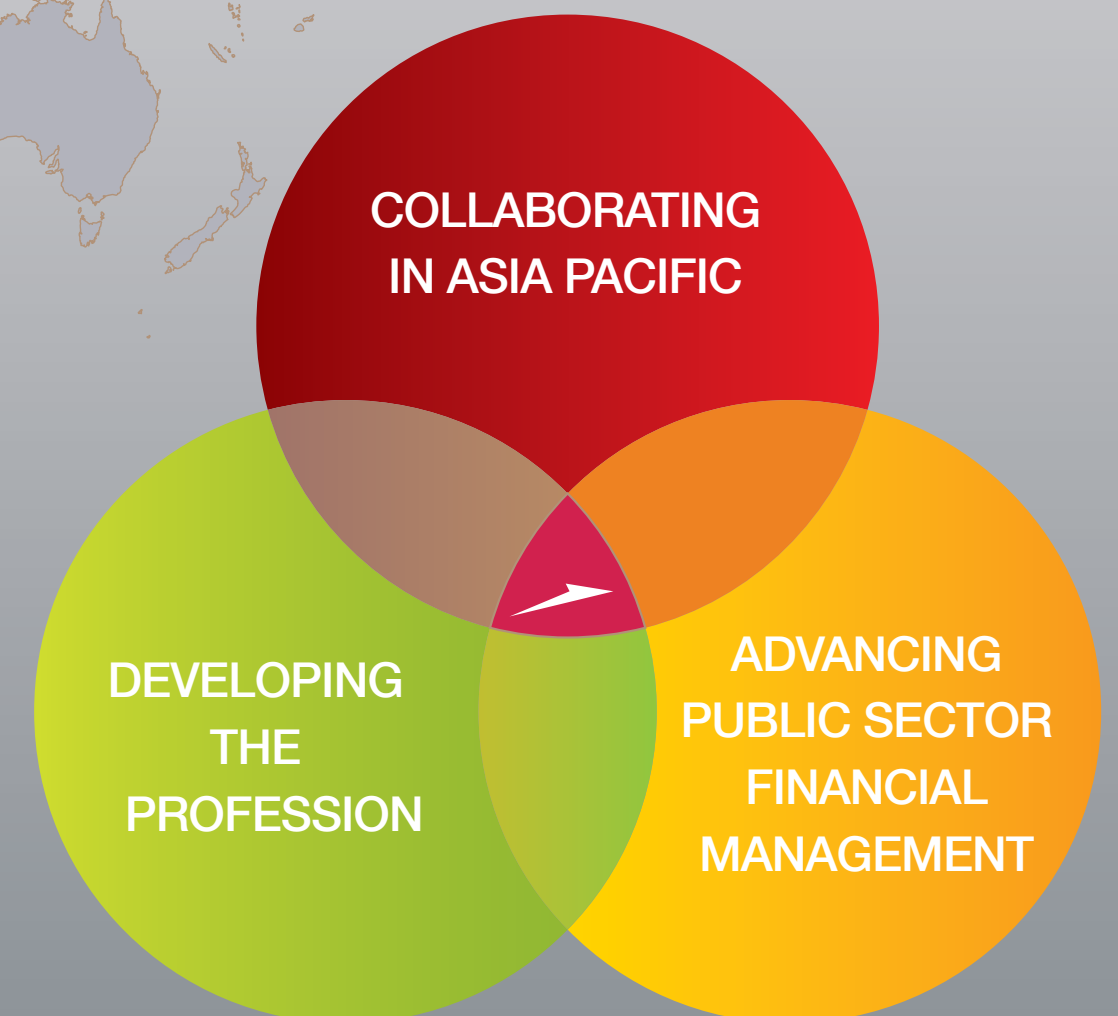 COLLABORATING
IN ASIA PACIFIC
DEVELOPING
THE
PROFESSION
ADVANCING
PUBLIC SECTOR
FINANCIAL
MANAGEMENT